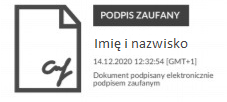 PODPIS ZAUFANY
Imię i nazwisko
14.12.2020 12:32:54 [GMT+1]
Dokument podpisany elektronicznie
podpisem zaufanym